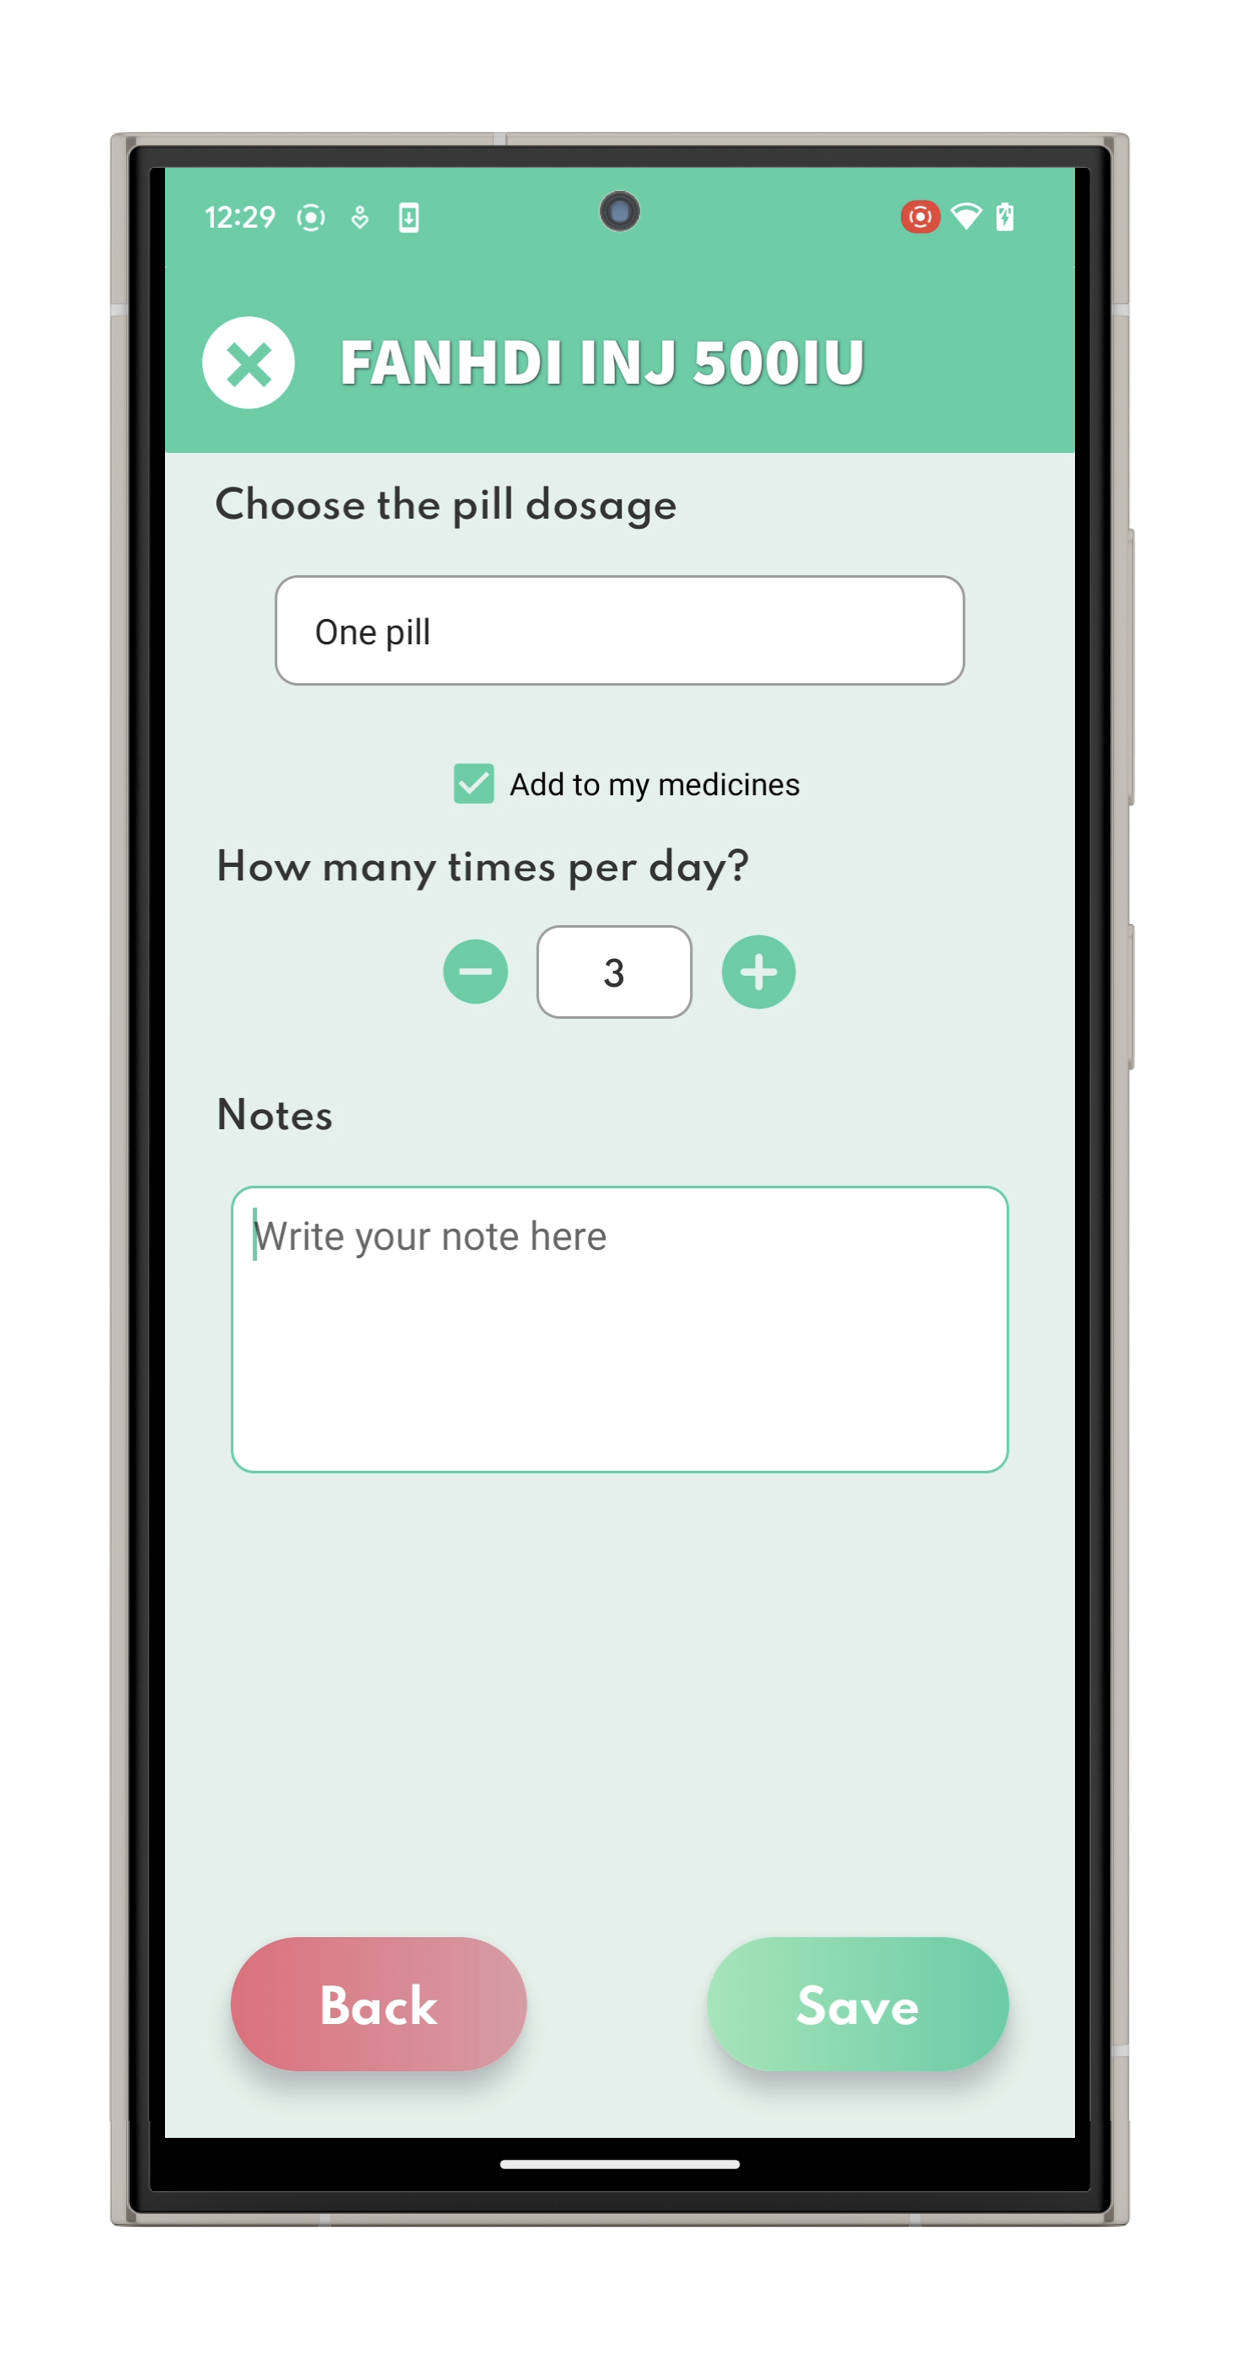 12:29
FANHDI INJ 500IU
Choose the pill dosage
One pill
Add to my medicines
How many times per day?
3
Notes
Write your note here
Back
Save